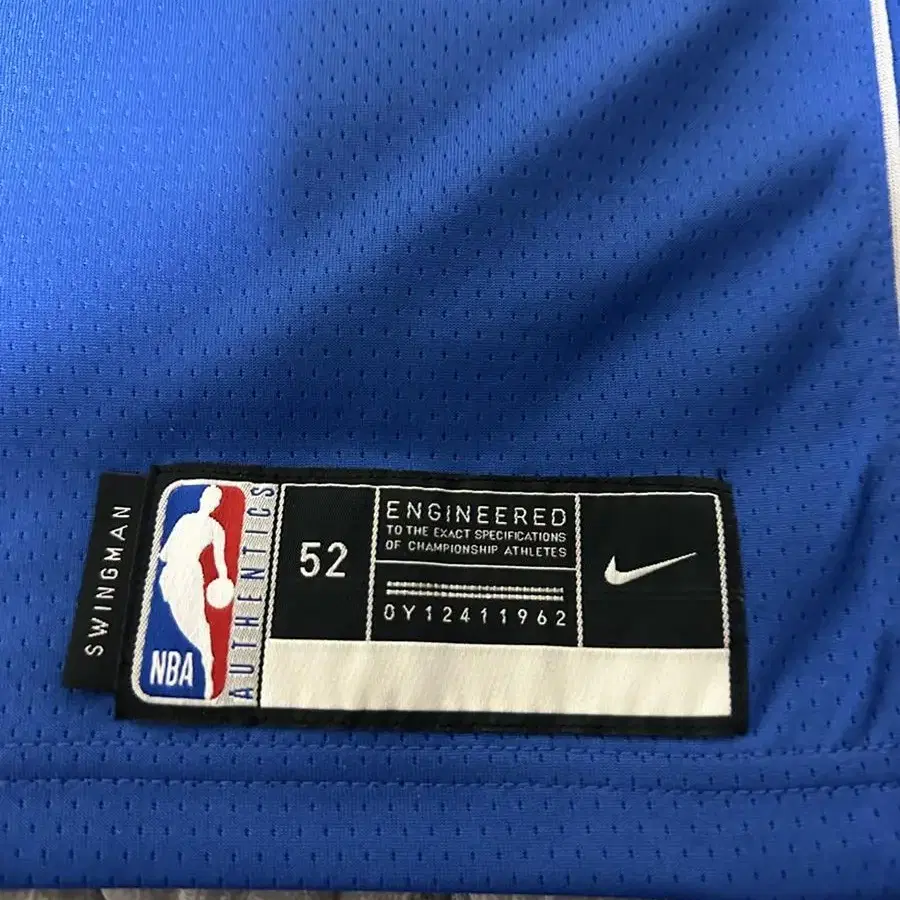 SWINGMAN
NBA
AUTHENTICS
52
ENGINEERED
TO THE EXACT SPECIFICATIONS
OF CHAMPIONSHIP ATHLETES
0Y12411962